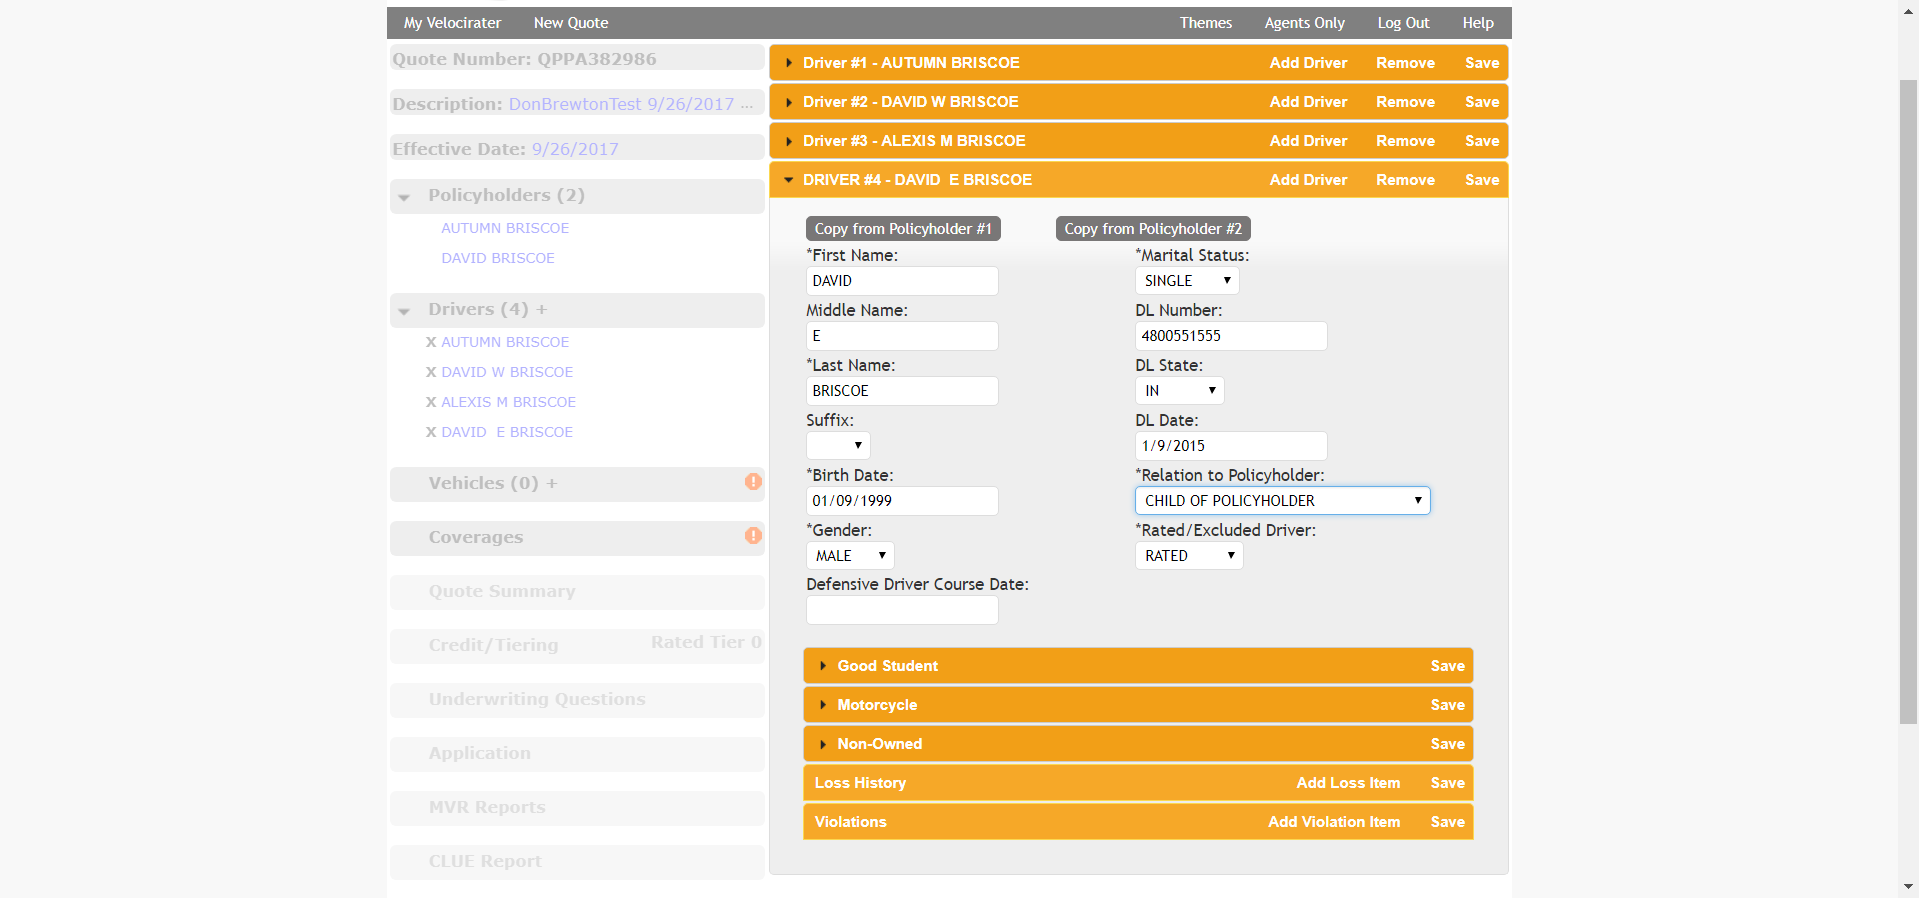 My Velocirater New Quote Themes Agents Only Log Out Help
Quote Number: QPPA382986
Description: DonBrewtonTest 9/26/2017 ...
Effective Date: 9/26/2017
Policyholders (2)
AUTUMN BRISCOE
DAVID BRISCOE
Drivers (4) +
X AUTUMN BRISCOE
X DAVID W BRISCOE
X ALEXIS M BRISCOE
X DAVID  E BRISCOE
Vehicles (0) +
Coverages
Quote Summary
Credit/Tiering Rated Tier 0
Underwriting Questions
Application
MVR Reports
CLUE Report
Driver #1 - AUTUMN BRISCOE Add Driver Remove Save
Driver #2 - DAVID W BRISCOE Add Driver Remove Save
Driver #3 - ALEXIS M BRISCOE Add Driver Remove Save
DRIVER #4 - DAVID  E BRISCOE Add Driver Remove Save
Copy from Policyholder #1 Copy from Policyholder #2
*First Name: *Marital Status:
DAVID SINGLE
Middle Name: DL Number:
E 4800551555
*Last Name: DL State:
BRISCOE IN
Suffix: DL Date:
1/9/2015
*Birth Date: *Relation to Policyholder:
01/09/1999 CHILD OF POLICYHOLDER
*Gender: *Rated/Excluded Driver:
MALE RATED
Defensive Driver Course Date:
Good Student Save
Motorcycle Save
Non-Owned Save
Loss History Add Loss Item Save
Violations Add Violation Item Save